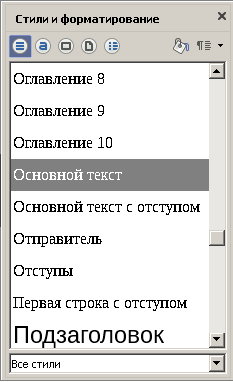 Стили и форматирование
Оглавление 8
Оглавление 9
Оглавление 10
Основной текст
Основной текст с отступом
Отправитель
Отступы
Первая строка с отступом
Подзаголовок
Все стили